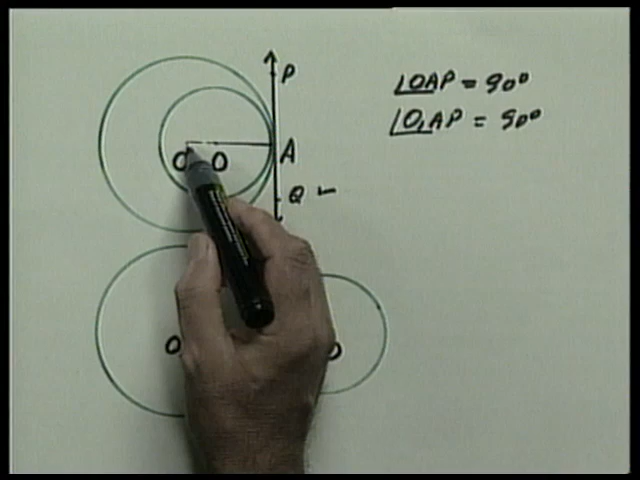 P
∠OAP = 90°
∠O₁AP = 90°
O O A
Q
O
O